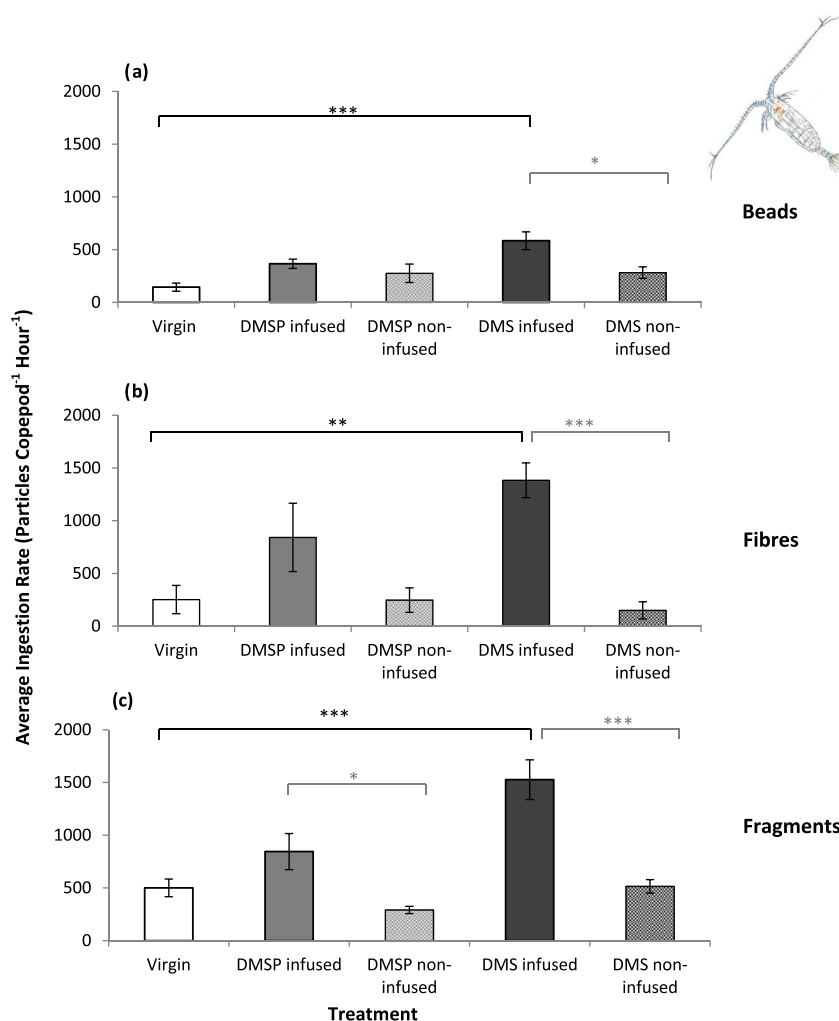 (a)
2000
1500
1000
500
0
***
*
Beads
Virgin DMSP infused DMSP non-infused DMS infused DMS non-infused
(b)
2000
1500
1000
500
0
**
***
Fibres
Virgin DMSP infused DMSP non-infused DMS infused DMS non-infused
(c)
2000
1500
1000
500
0
***
*
***
Fragments
Virgin DMSP infused DMSP non-infused DMS infused DMS non-infused
Treatment
Average Ingestion Rate (Particles Copepod⁻¹ Hour⁻¹)